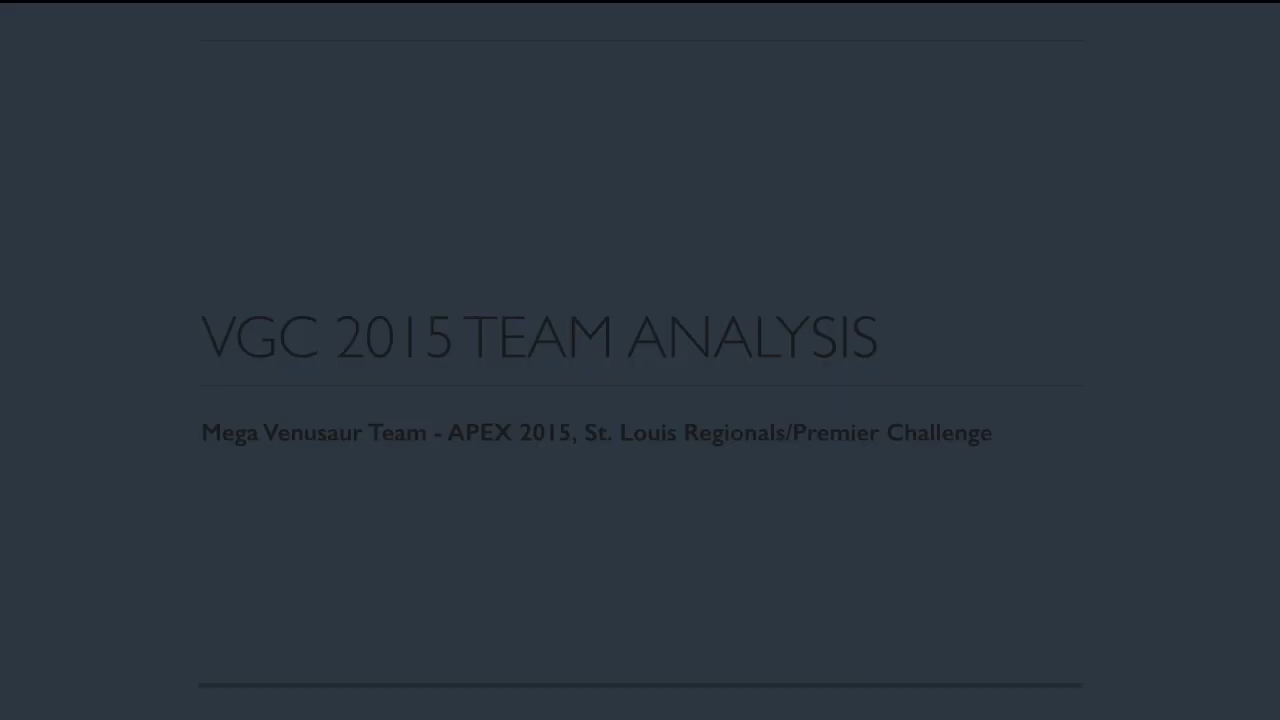 VGC 2015 TEAM ANALYSIS
Mega Venusaur Team - APEX 2015, St. Louis Regionals/Premier Challenge